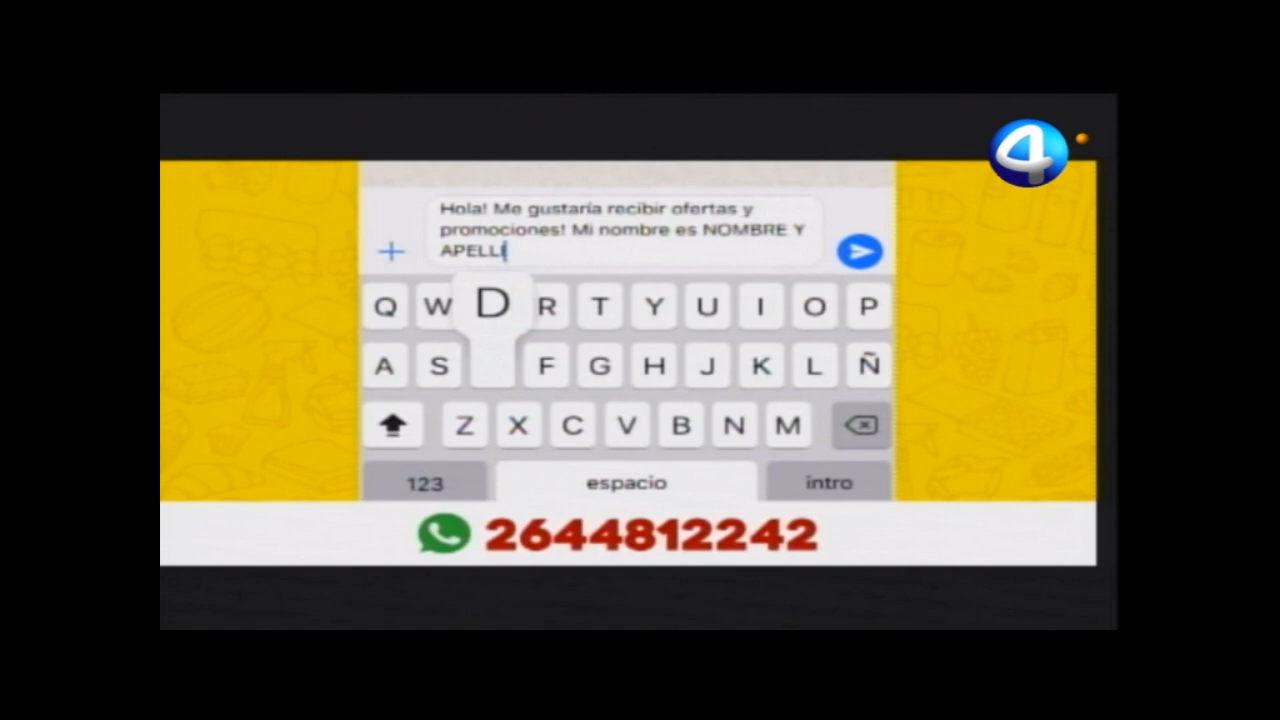 4
Hola! Me gustaría recibir ofertas y
promociones! Mi nombre es NOMBRE Y
APELLI
Q W D R T Y U I O P
A S F G H J K L Ñ
Z X C V B N M
123 espacio intro
2644812242